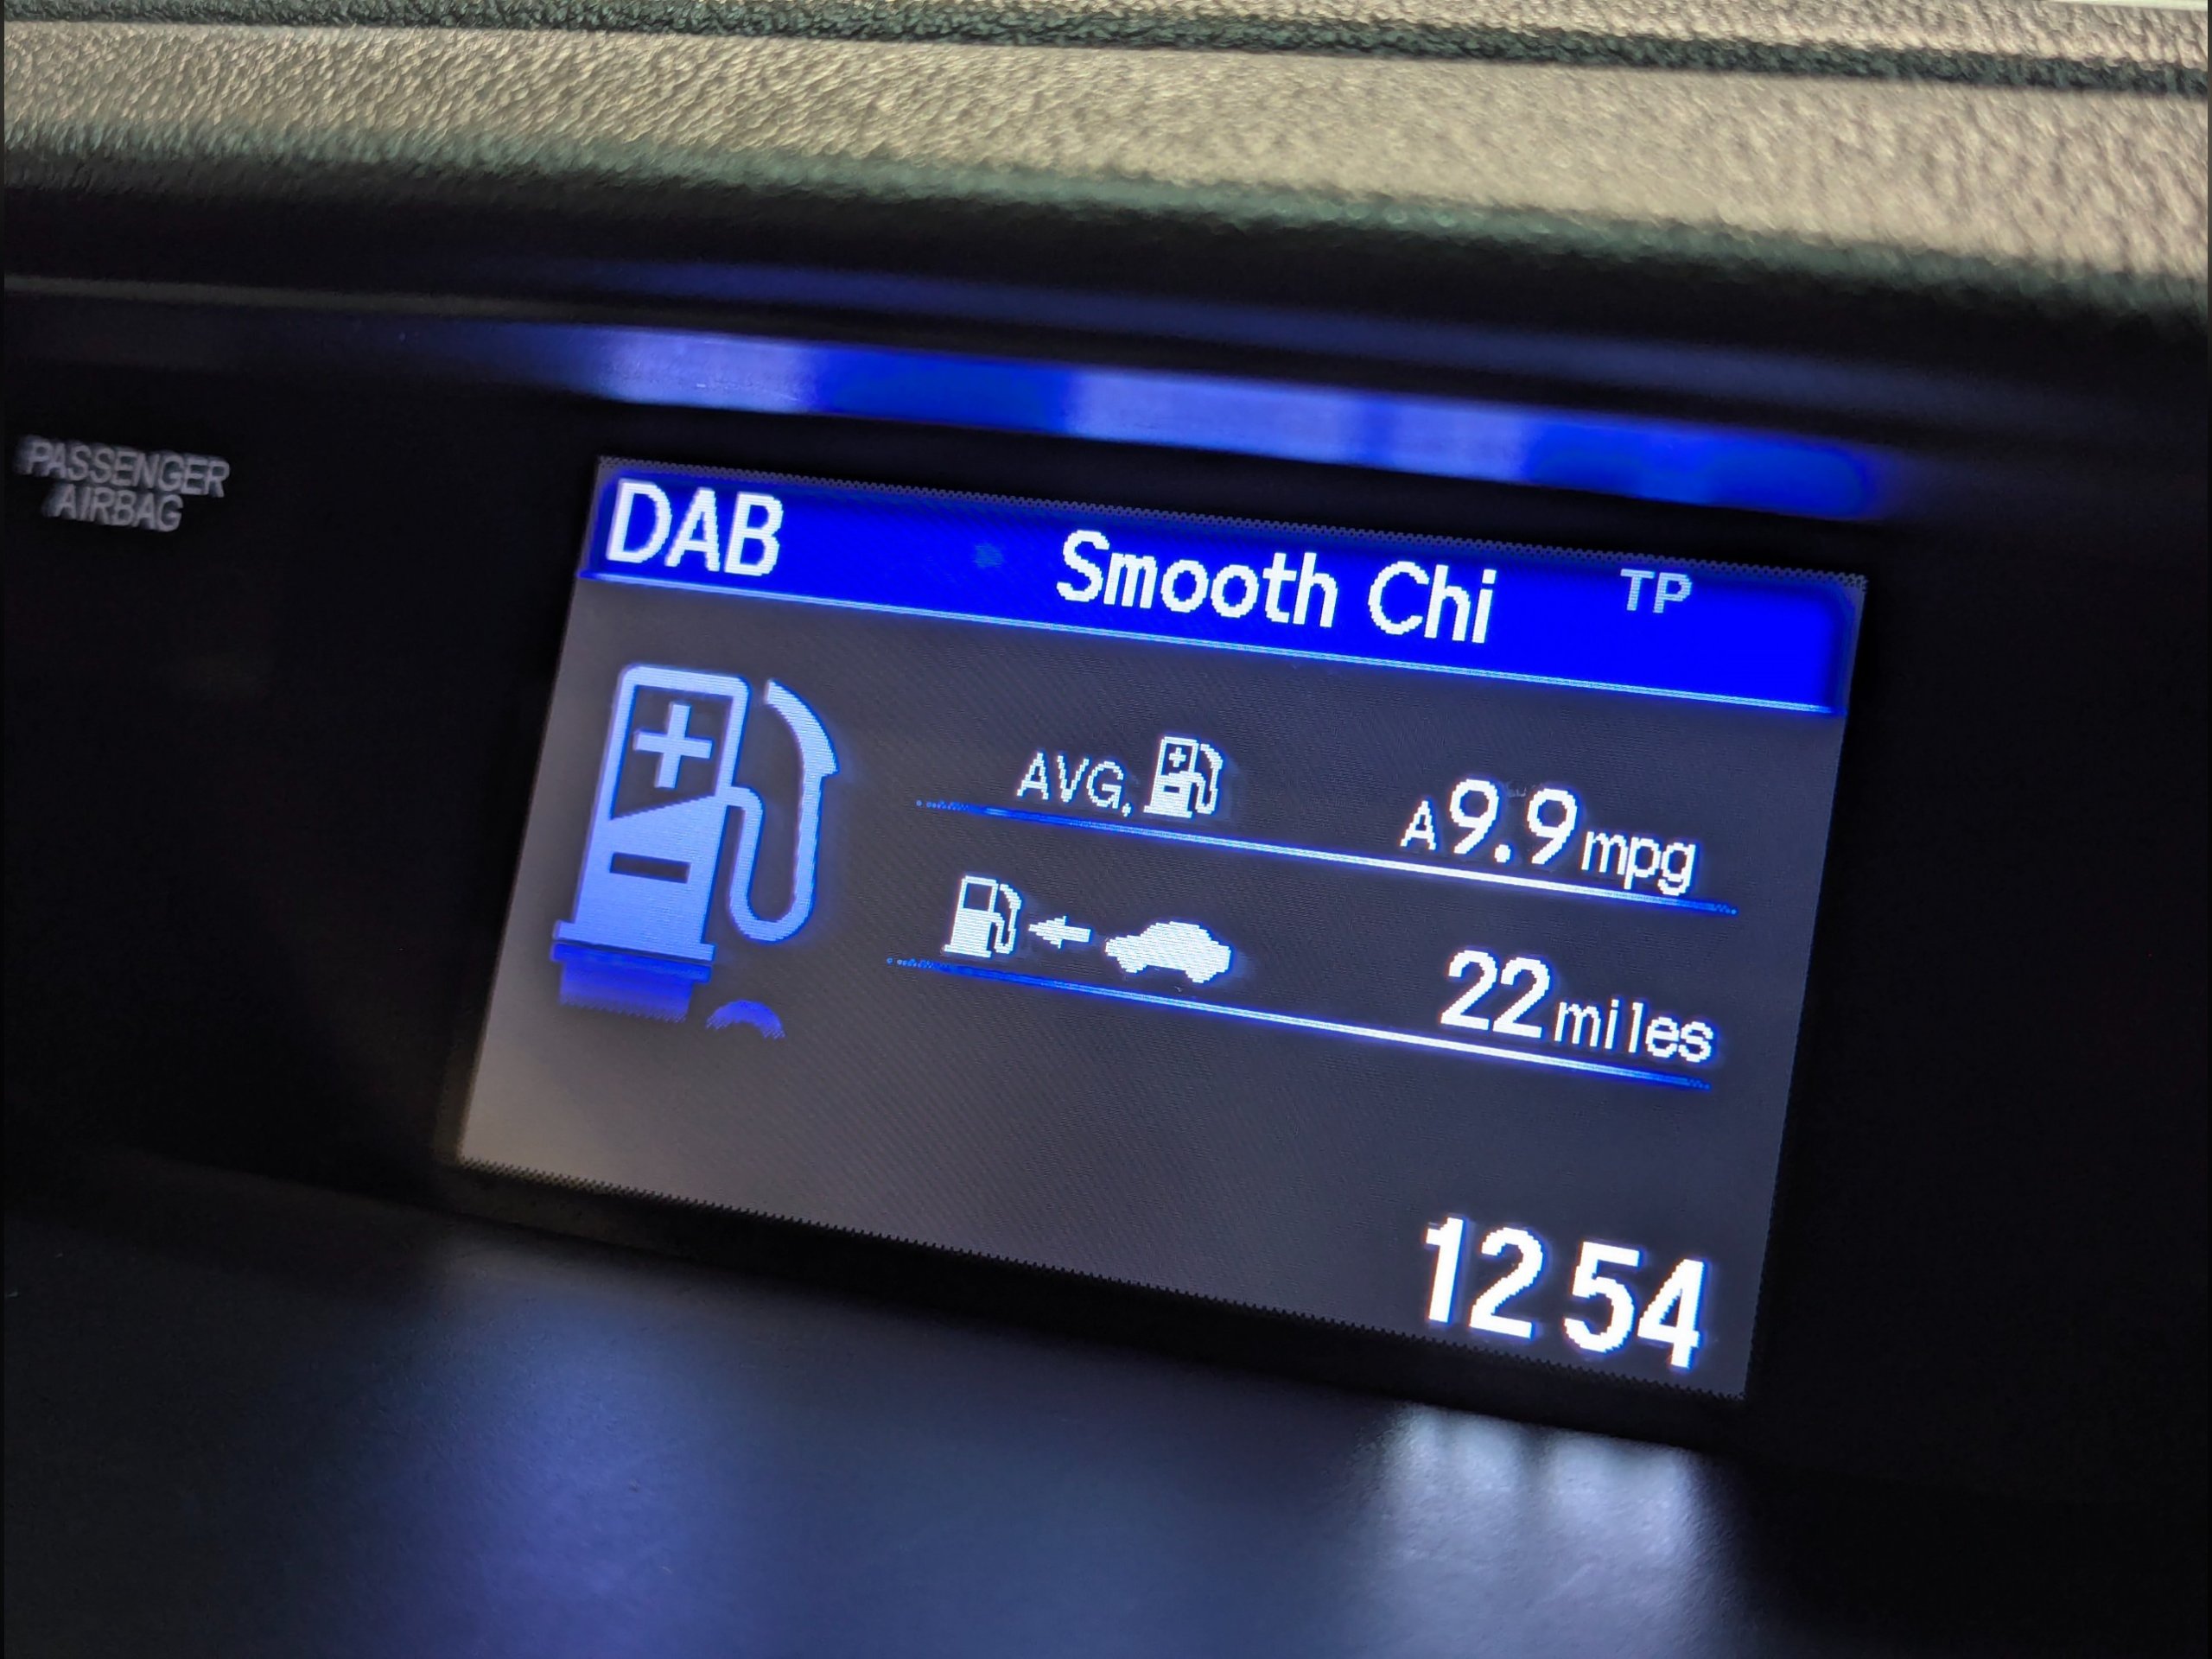 PASSENGER
AIRBAG
DAB Smooth Chi TP
AVG. A9.9mpg
22miles
12 54